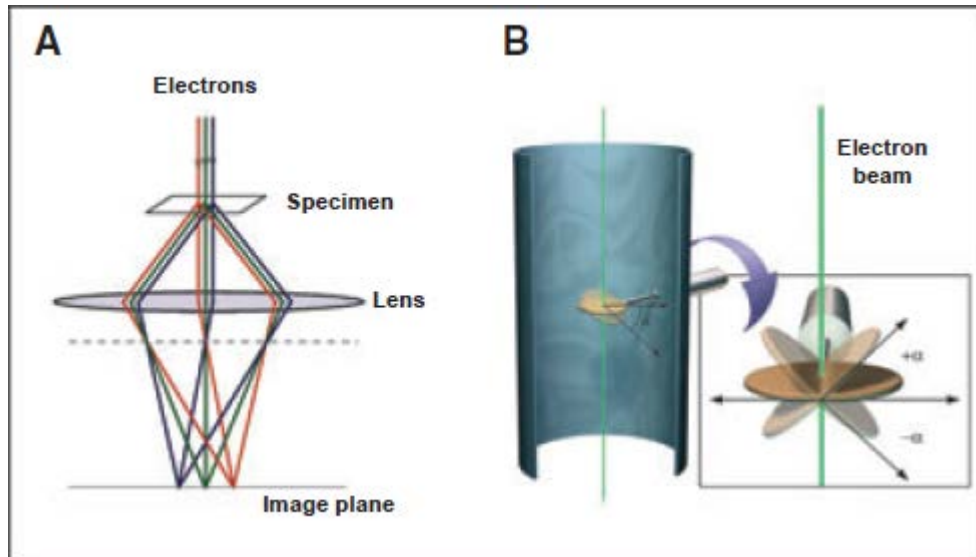 A
B
Electrons
Electron
beam
Specimen
Lens
+α
−α
Image plane